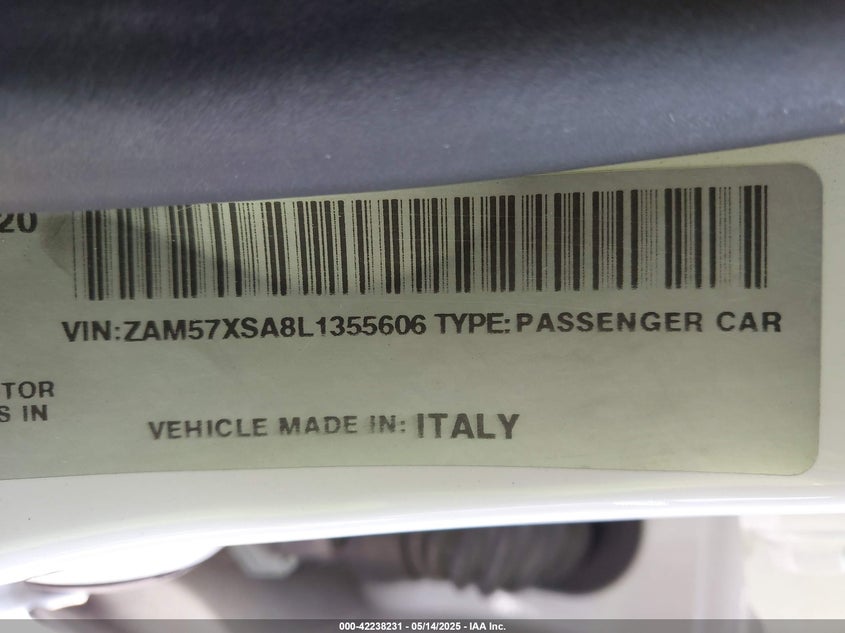 20
VIN:ZAM57XSA8L1355606 TYPE:PASSENGER CAR
TOR
S IN
VEHICLE MADE IN: ITALY
000-42238231 - 05/14/2025 - IAA Inc.